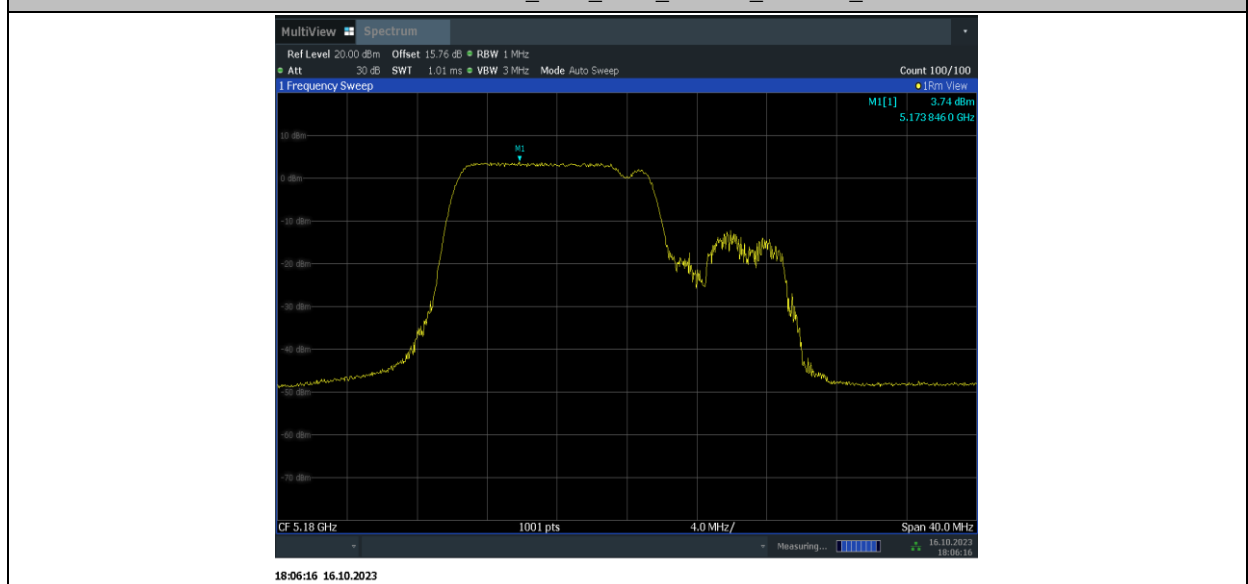 MultiView Spectrum
Ref Level 20.00 dBm Offset 15.76 dB RBW 1 MHz
Att 30 dB SWT 1.01 ms VBW 3 MHz Mode Auto Sweep Count 100/100
1 Frequency Sweep 1Rm View
M1[1] 3.74 dBm
5.173 846 0 GHz
10 dBm
M1
0 dBm
-10 dBm
-20 dBm
-30 dBm
-40 dBm
-50 dBm
-60 dBm
-70 dBm
CF 5.18 GHz 1001 pts 4.0 MHz/ Span 40.0 MHz
Measuring... 16.10.2023
18:06:16
18:06:16 16.10.2023